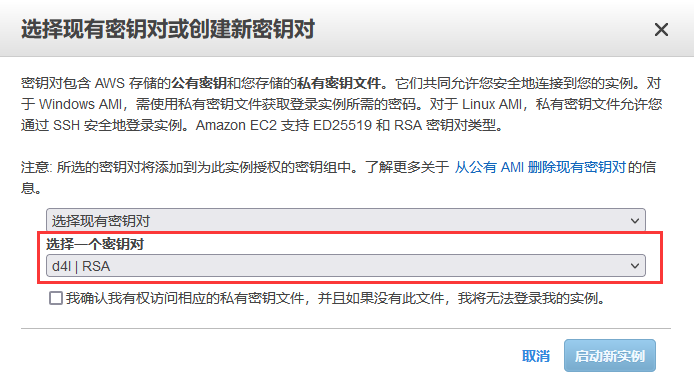 选择现有密钥对或创建新密钥对
密钥对包含 AWS 存储的公有密钥和您存储的私有密钥文件。它们共同允许您安全地连接到您的实例。对
于 Windows AMI，需使用私有密钥文件获取登录实例所需的密码。对于 Linux AMI，私有密钥文件允许您
通过 SSH 安全地登录实例。Amazon EC2 支持 ED25519 和 RSA 密钥对类型。
注意: 所选的密钥对将添加到为此实例授权的密钥组中。了解更多关于 从公有 AMI 删除现有密钥对的信
息。
选择现有密钥对
选择一个密钥对
d4l | RSA
我确认我有权访问相应的私有密钥文件，并且如果没有此文件，我将无法登录我的实例。
取消 启动新实例